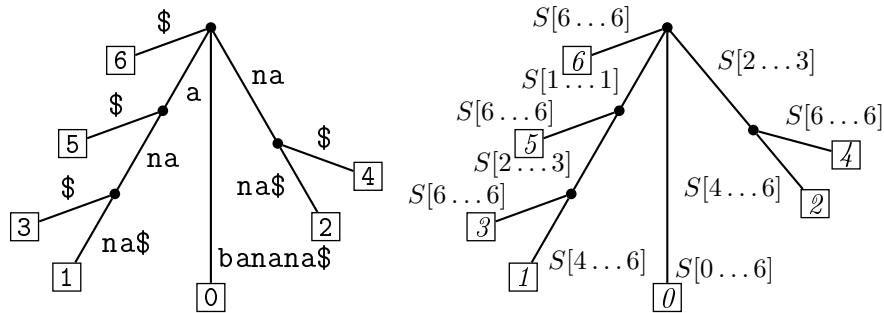 $ S[6…6]
6 na 6 S[2…3]
a S[1…1]
$ S[6…6] S[6…6]
5 $ 5
na 4 S[2…3] 4
$ na$ S[6…6] S[4…6]
3 2 3 2
na$ banana$ S[4…6] S[0…6]
1 0 1 0